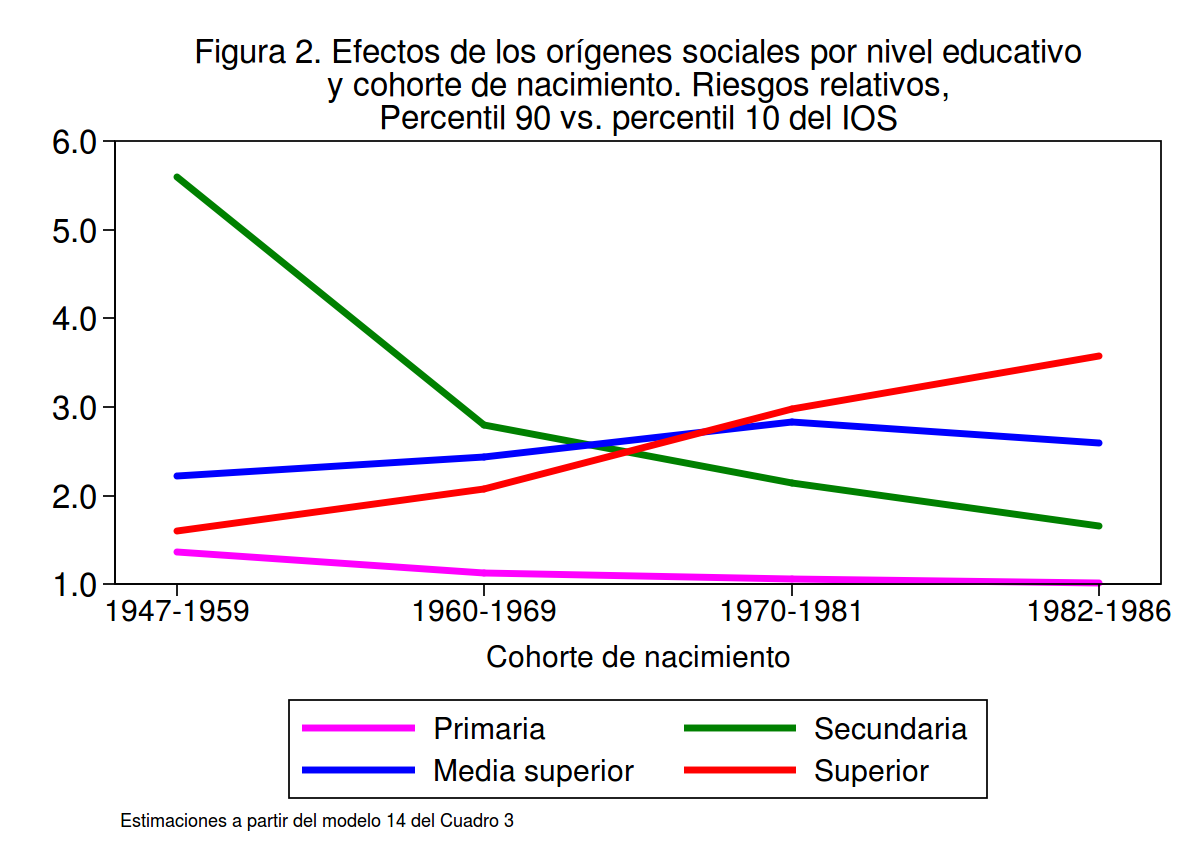 Figura 2. Efectos de los orígenes sociales por nivel educativo
y cohorte de nacimiento. Riesgos relativos,
Percentil 90 vs. percentil 10 del IOS
6.0
5.0
4.0
3.0
2.0
1.0
1947-1959 1960-1969 1970-1981 1982-1986
Cohorte de nacimiento
Primaria Secundaria
Media superior Superior
Estimaciones a partir del modelo 14 del Cuadro 3